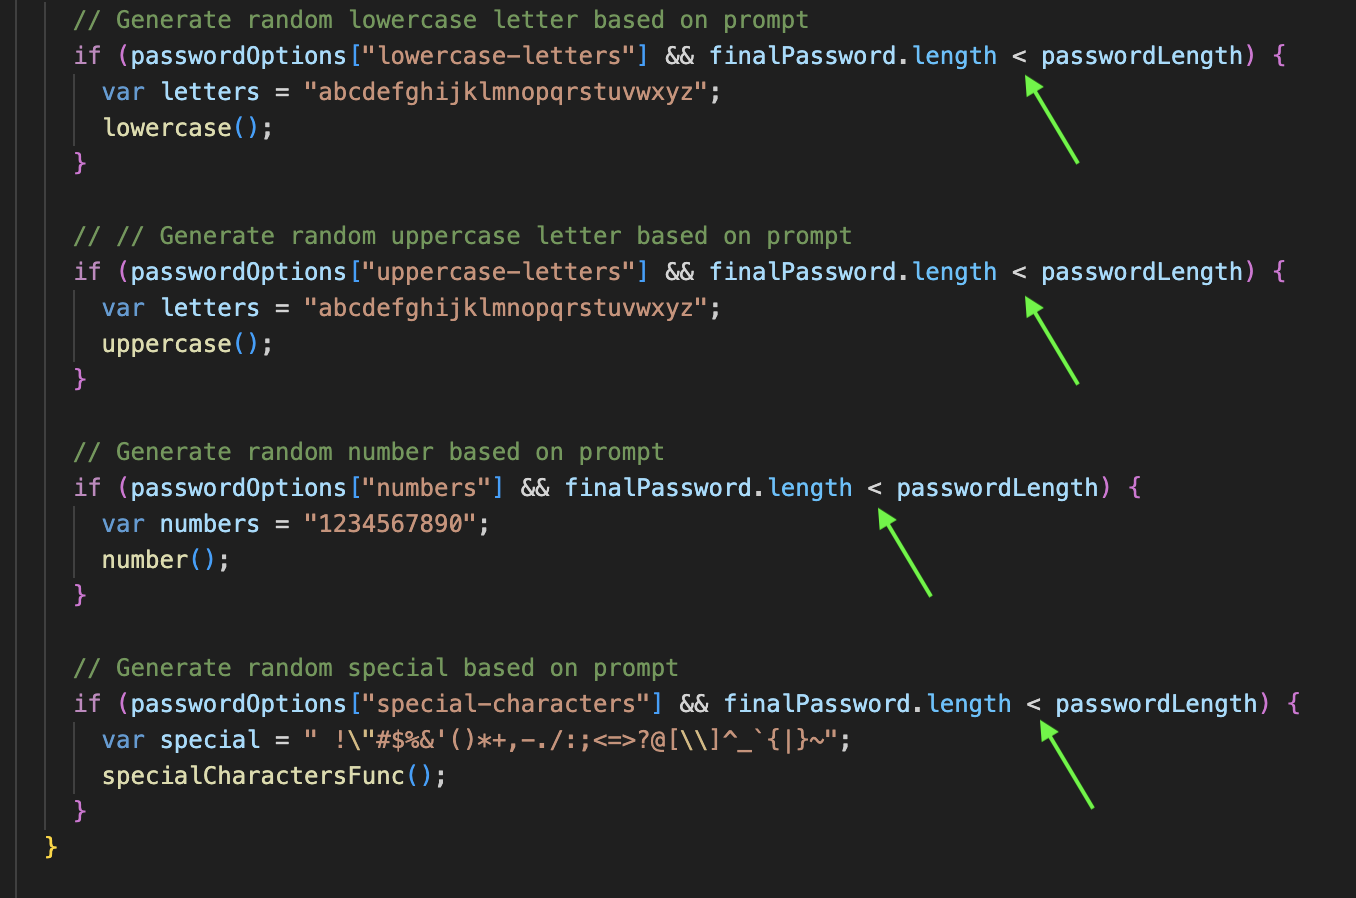 // Generate random lowercase letter based on prompt
if (passwordOptions["lowercase-letters"] && finalPassword.length < passwordLength) {
var letters = "abcdefghijklmnopqrstuvwxyz";
lowercase();
}
// // Generate random uppercase letter based on prompt
if (passwordOptions["uppercase-letters"] && finalPassword.length < passwordLength) {
var letters = "abcdefghijklmnopqrstuvwxyz";
uppercase();
}
// Generate random number based on prompt
if (passwordOptions["numbers"] && finalPassword.length < passwordLength) {
var numbers = "1234567890";
number();
}
// Generate random special based on prompt
if (passwordOptions["special-characters"] && finalPassword.length < passwordLength) {
var special = " !\"#$%&'()*+,-./:;<=>?@[\\]^_`{|}~";
specialCharactersFunc();
}
}